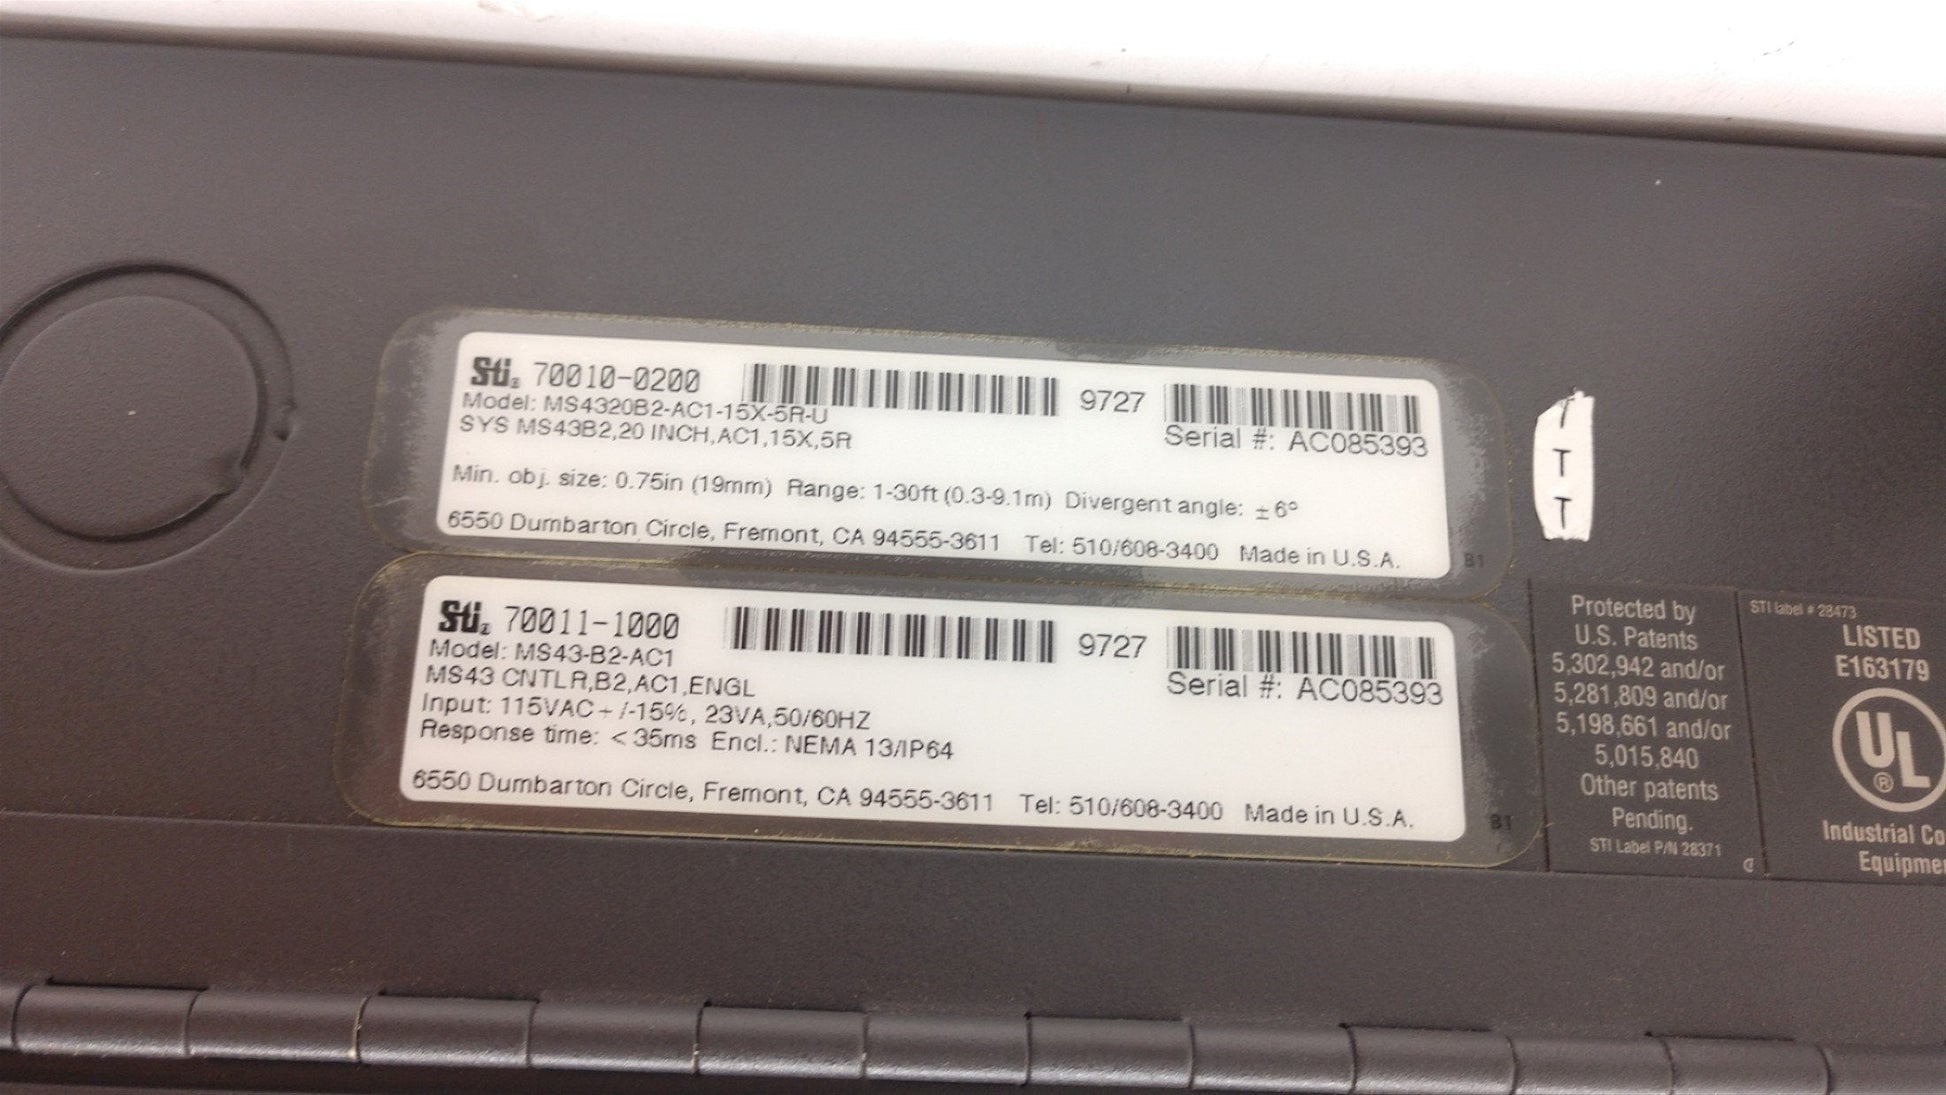 Sti® 70010-0200 9727
Model: MS4320B2-AC1-15X-5R-U
SYS MS43B2,20 INCH,AC1,15X,5R
Serial #: AC085393
Min. obj. size: 0.75in (19mm) Range: 1-30ft (0.3-9.1m) Divergent angle: ±6°
6550 Dumbarton Circle, Fremont, CA 94555-3611 Tel: 510/608-3400 Made in U.S.A.
B1
Sti® 70011-1000 9727
Model: MS43-B2-AC1
MS43 CNTLR,B2,AC1,ENGL
Serial #: AC085393
Input: 115VAC+/-15%, 23VA,50/60HZ
Response time: <35ms Encl.: NEMA 13/IP64
6550 Dumbarton Circle, Fremont, CA 94555-3611 Tel: 510/608-3400 Made in U.S.A.
B1
T
T
Protected by
U.S. Patents
5,302,942 and/or
5,281,809 and/or
5,198,661 and/or
5,015,840
Other patents
Pending.
STI Label P/N 28371
STI label # 28473
LISTED
E163179
UL
®
Industrial Co
Equipme